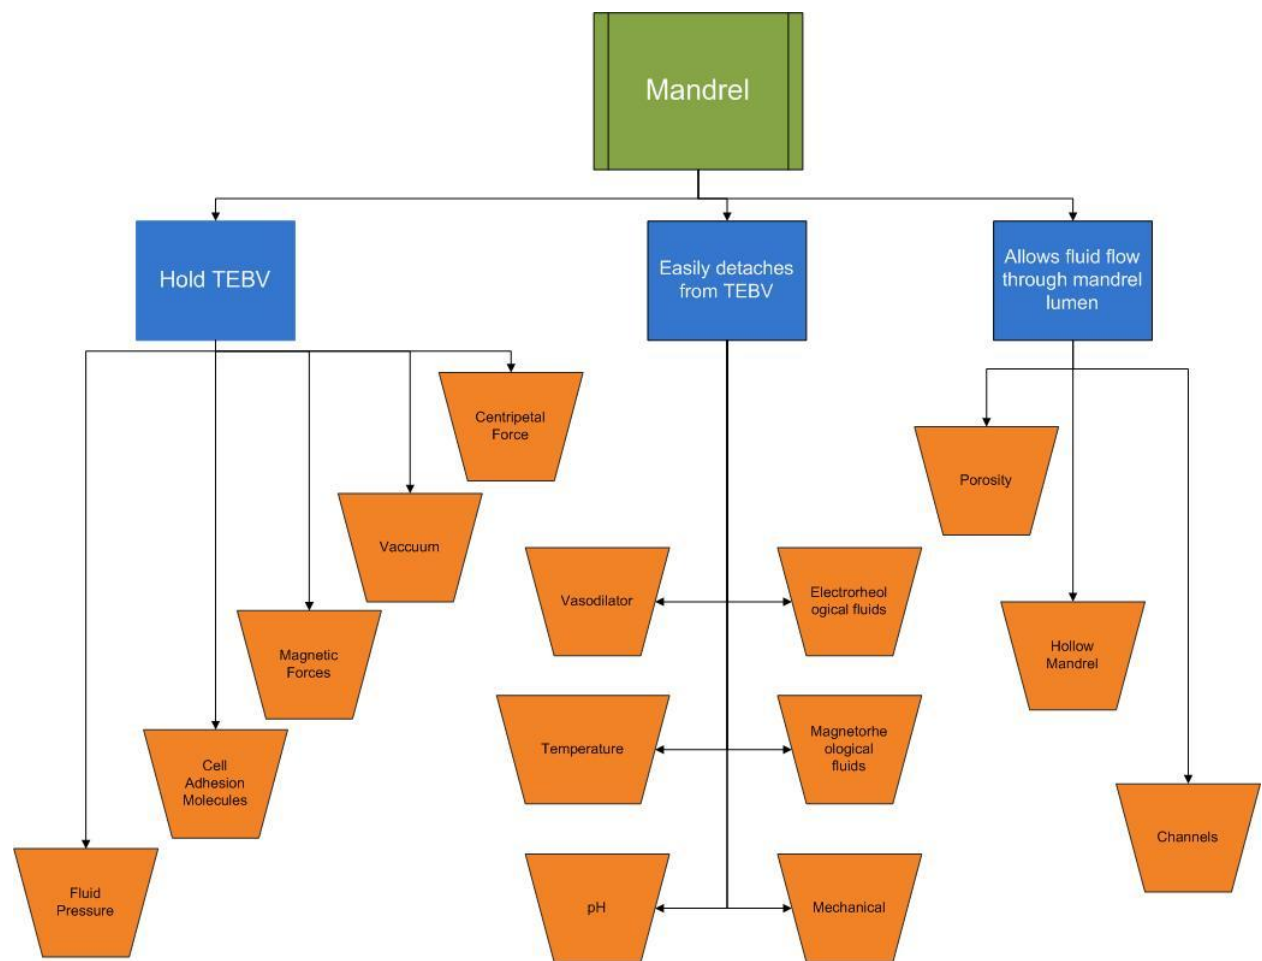 Mandrel
Hold TEBV
Easily detaches
from TEBV
Allows fluid flow
through mandrel
lumen
Centripetal
Force
Vaccuum
Magnetic
Forces
Cell
Adhesion
Molecules
Fluid
Pressure
Vasodilator
Electrorheol
ogical fluids
Temperature
Magnetorhe
ological
fluids
pH
Mechanical
Porosity
Hollow
Mandrel
Channels